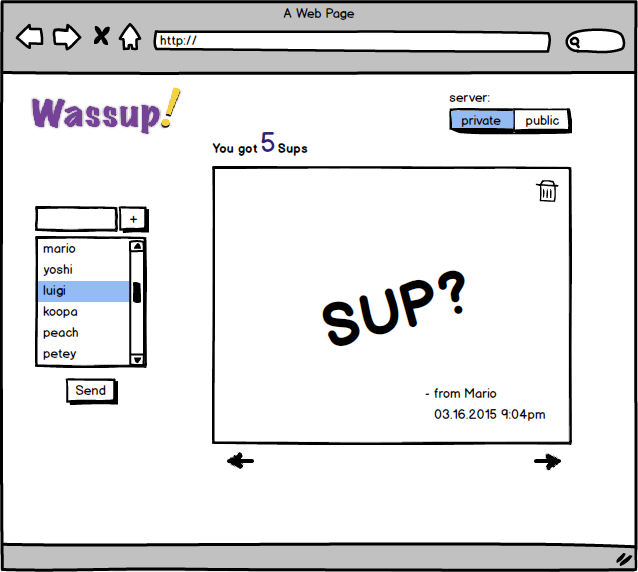 A Web Page
http://
Wassup!
server:
private public
You got 5 Sups
+
mario
yoshi
luigi
koopa
peach
petey
Send
SUP?
- from Mario
03.16.2015 9:04pm